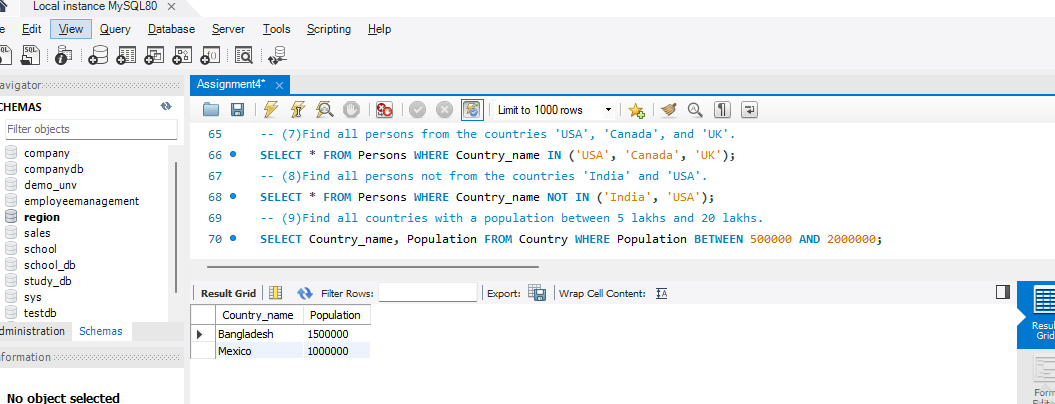 Local instance MySQL80
Edit View Query Database Server Tools Scripting Help
SCHEMAS
Filter objects
company
companydb
demo_unv
employeemanagement
region
sales
school
school_db
study_db
sys
testdb
Schemas
No object selected
Assignment4*
Limit to 1000 rows
65 -- (7)Find all persons from the countries 'USA', 'Canada', and 'UK'.
66 SELECT * FROM Persons WHERE Country_name IN ('USA', 'Canada', 'UK');
67 -- (8)Find all persons not from the countries 'India' and 'USA'.
68 SELECT * FROM Persons WHERE Country_name NOT IN ('India', 'USA');
69 -- (9)Find all countries with a population between 5 lakhs and 20 lakhs.
70 SELECT Country_name, Population FROM Country WHERE Population BETWEEN 500000 AND 2000000;
Result Grid Filter Rows: Export: Wrap Cell Content:
Country_name Population
Bangladesh 1500000
Mexico 1000000
Grid
Form